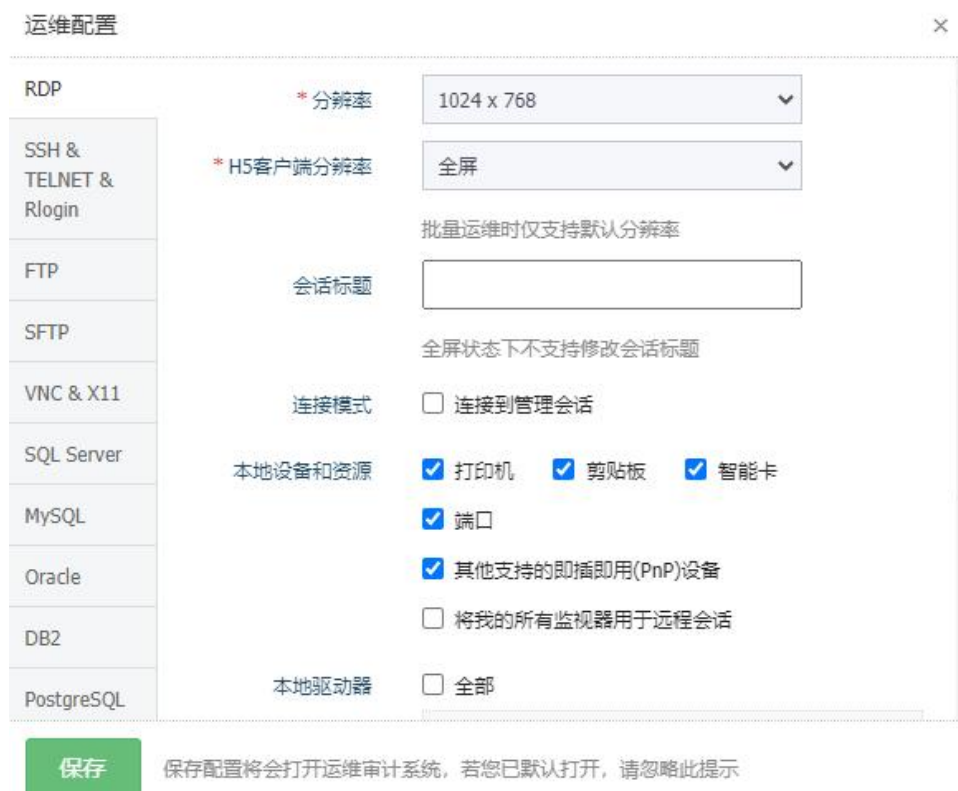 运维配置
×
RDP
SSH &
TELNET &
Rlogin
FTP
SFTP
VNC & X11
SQL Server
MySQL
Oracle
DB2
PostgreSQL
* 分辨率
1024 x 768
* H5客户端分辨率
全屏
批量运维时仅支持默认分辨率
会话标题
全屏状态下不支持修改会话标题
连接模式
连接到管理会话
本地设备和资源
打印机 剪贴板 智能卡
端口
其他支持的即插即用(PnP)设备
将我的所有监视器用于远程会话
本地驱动器
全部
保存
保存配置将会打开运维审计系统，若您已默认打开，请忽略此提示